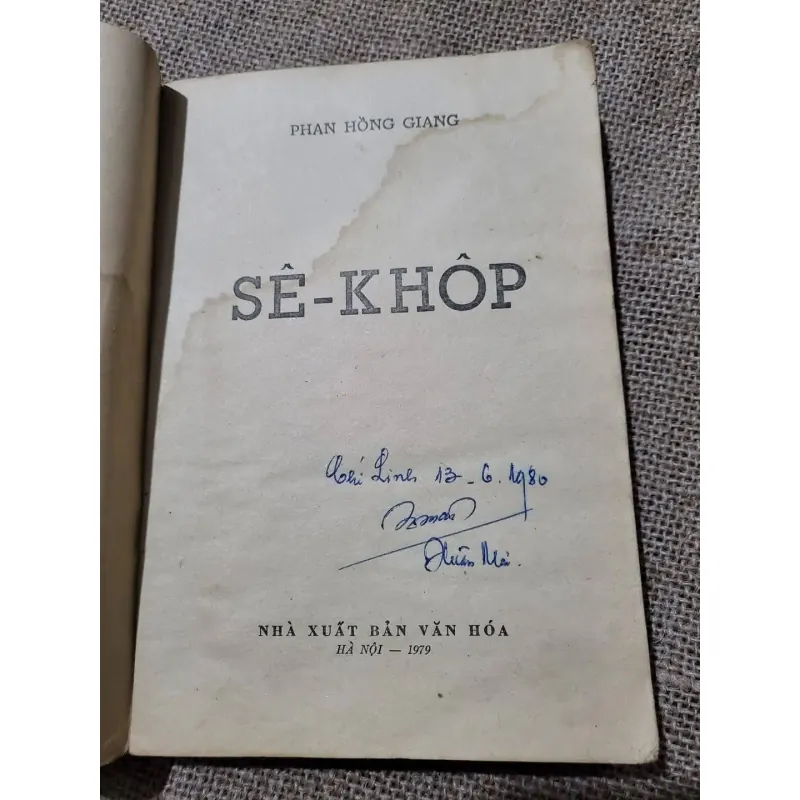 PHAN HỒNG GIANG
SÊ-KHÔP
Chí Linh 13-6.1980
NHÀ XUẤT BẢN VĂN HÓA
HÀ NỘI — 1979